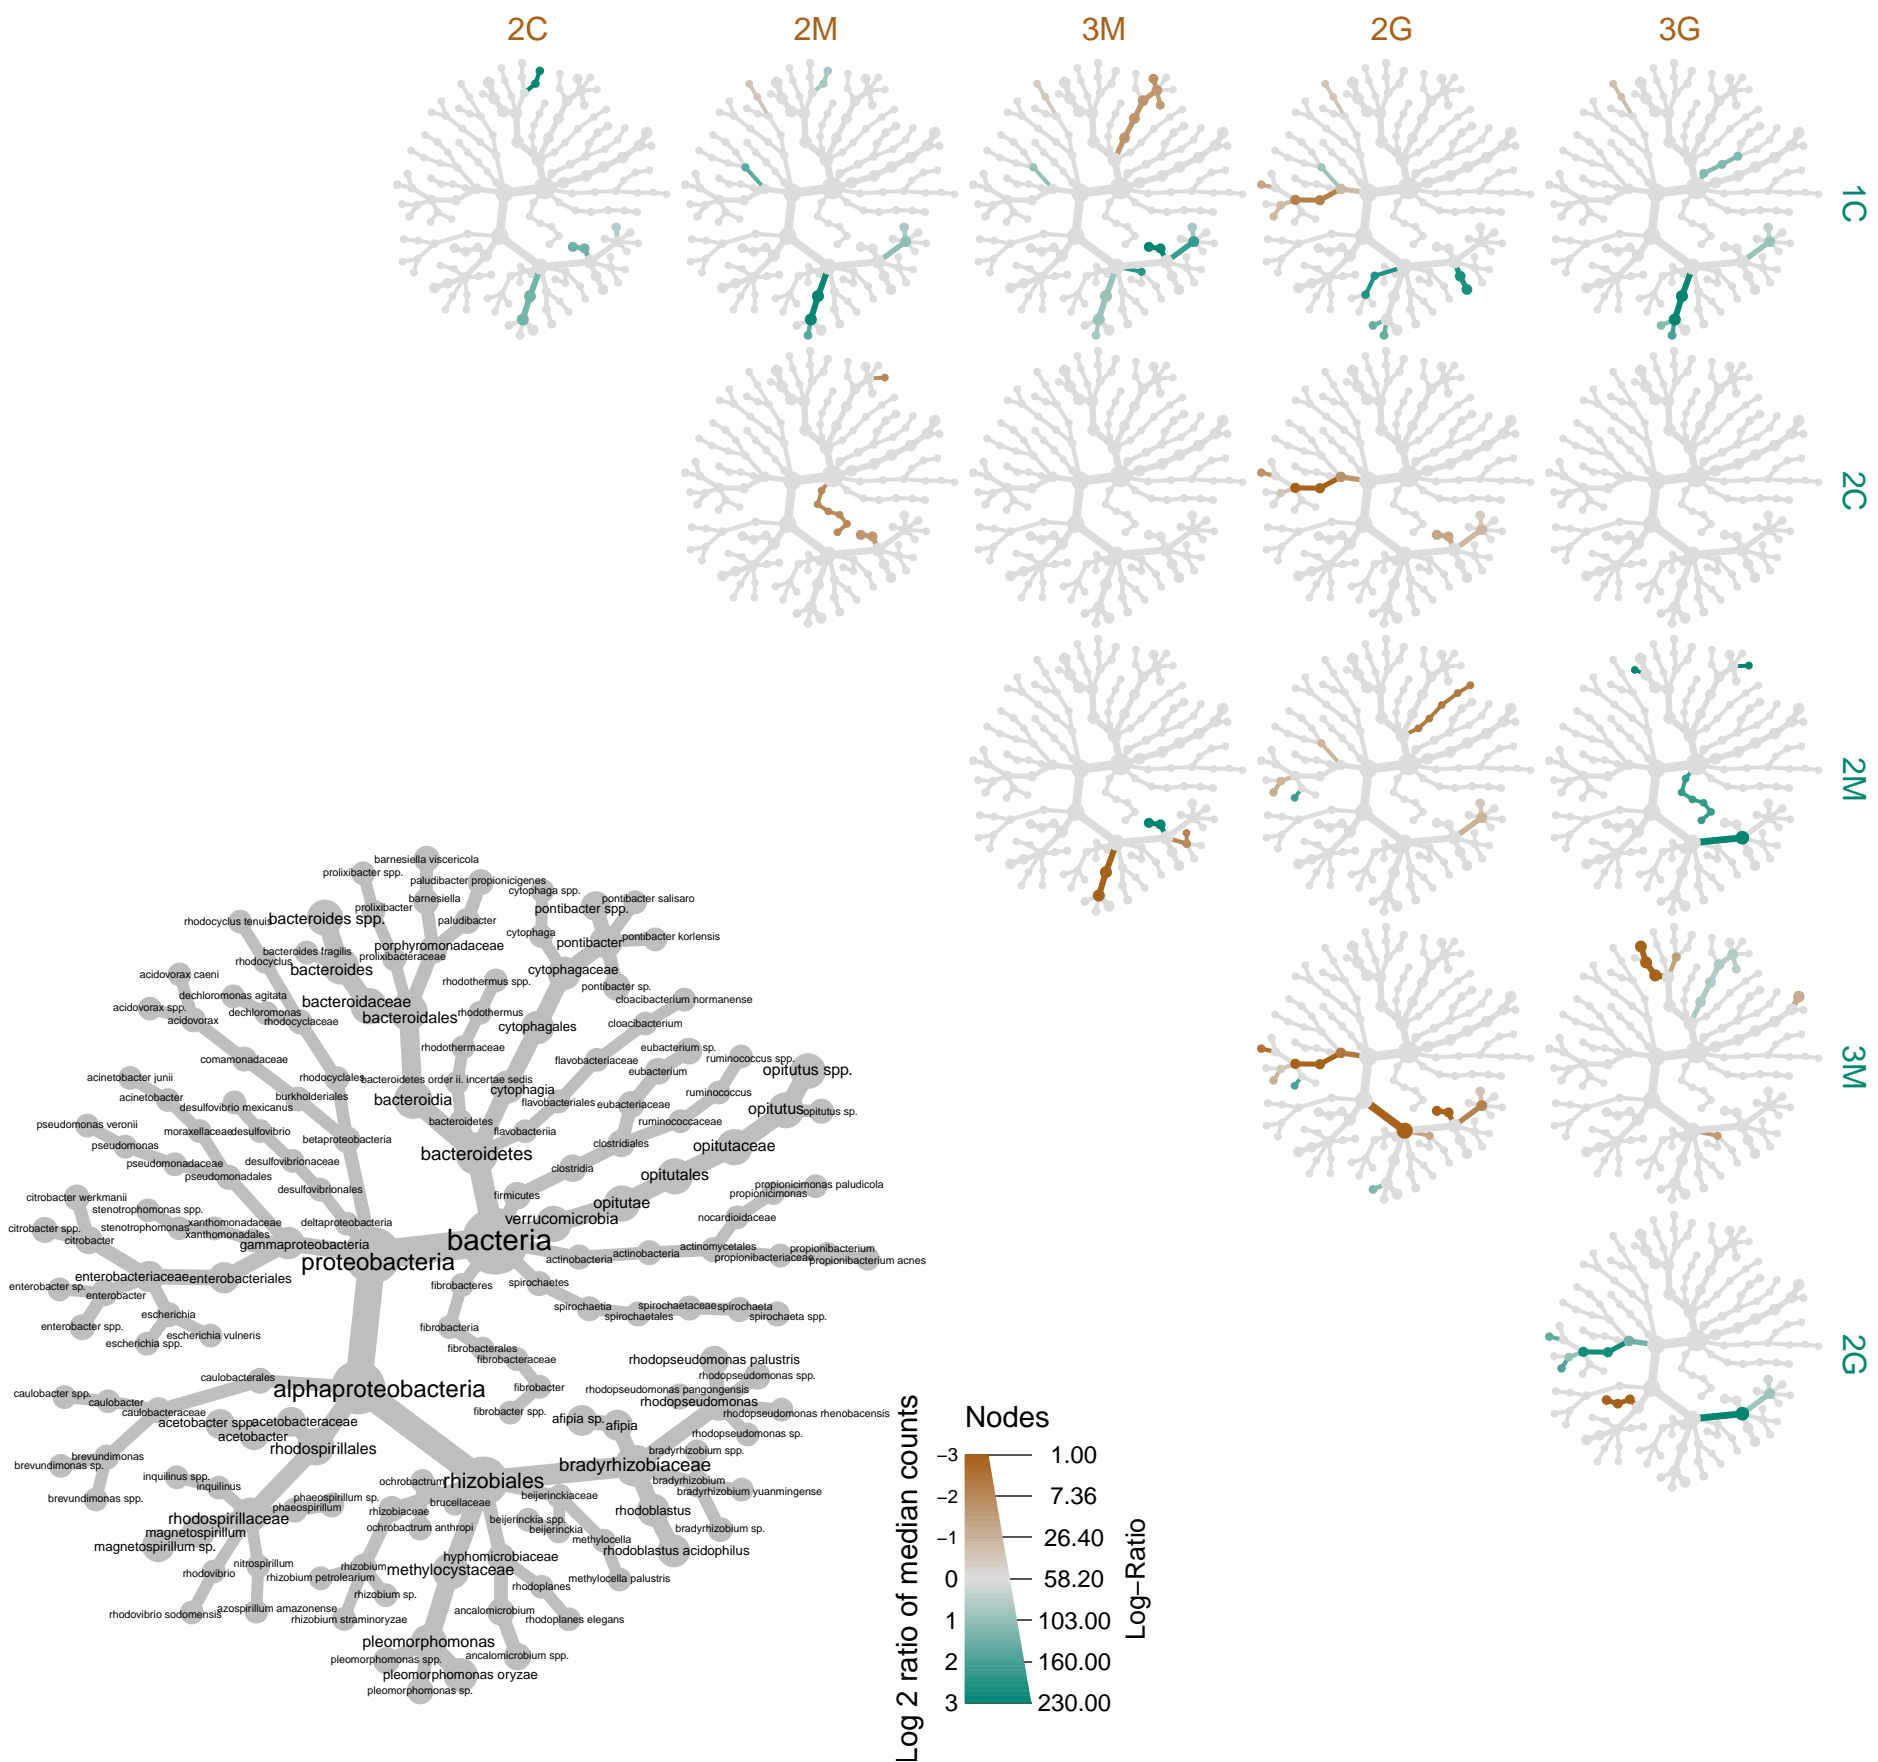 2C
2M
3M
2G
3G
1C
2C
2M
3M
2G
barnesiella viscericola
prolixibacter spp.
paludibacter propionicigenes
cytophaga spp.
barnesiella
pontibacter salisaro
prolixibacter
pontibacter spp.
rhodocyclus tenuis
bacteroides spp.
paludibacter
cytophaga
pontibacter korlensis
pontibacter
porphyromonadaceae
bacteroides fragilis
prolixibacteraceae
rhodocyclus
bacteroides
cytophagaceae
acidovorax caeni
rhodothermus spp.
pontibacter sp.
dechloromonas agitata
bacteroidaceae
cloacibacterium normanense
acidovorax spp.
dechloromonas
rhodothermus
bacteroidales
acidovorax
rhodocyclaceae
cytophagales
cloacibacterium
rhodothermaceae
eubacterium sp.
comamonadaceae
flavobacteriaceae
ruminococcus spp.
eubacterium
opitutus spp.
acinetobacter junii
rhodocyclales
bacteroidetes order ii. incertae sedis
cytophagia
ruminococcus
acinetobacter
burkholderiales
bacteroidia
flavobacteriales
eubacteriaceae
desulfovibrio mexicanus
opitutus
opitutus sp.
pseudomonas veronii
bacteroidetes
ruminococcaceae
moraxellaceae
desulfovibrio
flavobacteriia
betaproteobacteria
clostridiales
pseudomonas
opitutaceae
bacteroidetes
pseudomonadaceae
desulfovibrionaceae
clostridia
pseudomonadales
opitutales
propionicimonas paludicola
desulfovibrionales
firmicutes
propionicimonas
citrobacter werkmanii
opitutae
stenotrophomonas spp.
verrucomicrobia
nocardioidaceae
citrobacter spp.
stenotrophomonas
xanthomonadaceae
deltaproteobacteria
xanthomonadales
citrobacter
gammaproteobacteria
bacteria
actinomycetales
propionibacterium
proteobacteria
actinobacteria
actinobacteria
propionibacteriaceae
propionibacterium acnes
enterobacteriaceae
enterobacteriales
fibrobacteres
spirochaetes
enterobacter sp.
enterobacter
spirochaetia
spirochaetaceae
spirochaeta
escherichia
spirochaetales
spirochaeta spp.
enterobacter spp.
fibrobacteria
escherichia vulneris
escherichia spp.
fibrobacterales
fibrobacteraceae
rhodopseudomonas palustris
caulobacterales
rhodopseudomonas spp.
alphaproteobacteria
fibrobacter
rhodopseudomonas pangongensis
caulobacter spp.
caulobacter
rhodopseudomonas
caulobacteraceae
fibrobacter spp.
rhodopseudomonas rhenobacensis
acetobacter spp.
acetobacteraceae
afipia sp.
afipia
acetobacter
rhodopseudomonas sp.
rhodospirillales
bradyrhizobium spp.
brevundimonas
bradyrhizobiaceae
brevundimonas sp.
inquilinus spp.
ochrobactrum
rhizobiales
bradyrhizobium
inquilinus
bradyrhizobium yuanmingense
brevundimonas spp.
phaeospirillum sp.
brucellaceae
beijerinckiaceae
phaeospirillum
rhizobiaceae
rhodoblastus
rhodospirillaceae
beijerinckia spp.
magnetospirillum
ochrobactrum anthropi
beijerinckia
bradyrhizobium sp.
magnetospirillum sp.
methylocella
rhodoblastus acidophilus
hyphomicrobiaceae
nitrospirillum
rhizobium
methylocystaceae
rhodovibrio
rhizobium petrolearium
methylocella palustris
rhodoplanes
rhizobium sp.
azospirillum amazonense
ancalomicrobium
rhodovibrio sodomensis
rhizobium straminoryzae
rhodoplanes elegans
pleomorphomonas
ancalomicrobium spp.
pleomorphomonas spp.
pleomorphomonas oryzae
pleomorphomonas sp.
Nodes
Log 2 ratio of median counts
−3
−2
−1
0
1
2
3
1.00
7.36
26.40
58.20
103.00
160.00
230.00
Log−Ratio